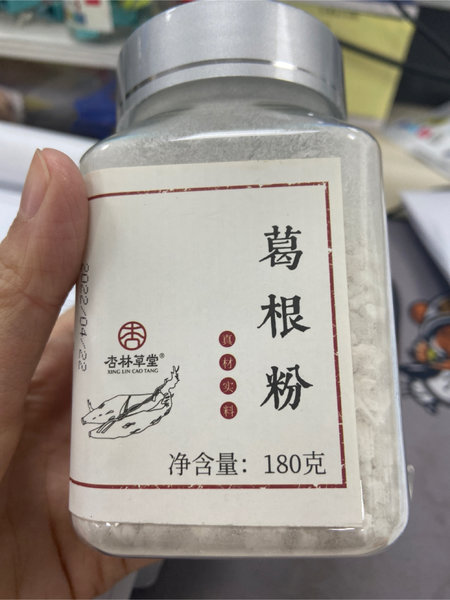 葛根粉
真材实料
杏林草堂®
XING LIN CAO TANG
净含量：180克
2022/04/22